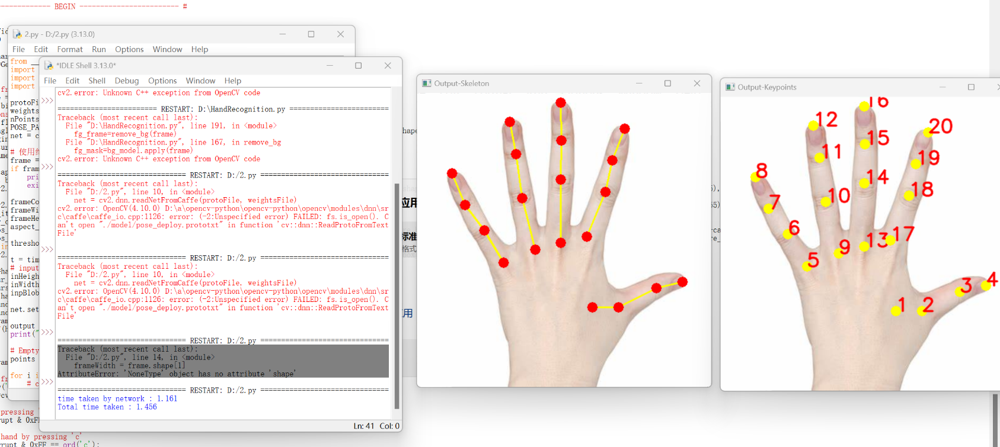 ------------ BEGIN ------------------------ #
2.py - D:/2.py (3.13.0)
File Edit Format Run Options Window Help
from
import
import
import
protoFi
weights
nPoints
POSE_PA
net = c
frame =
if fram
pri
exi
frameCo
frameWi
frameHe
aspect_
thresho
t = tim
# input
inHeigh
inWidth
inpBlob
net.set
output
print("
# Empty
points
for i i
# c
*IDLE Shell 3.13.0*
File Edit Shell Debug Options Window Help
cv2.error: Unknown C++ exception from OpenCV code
>>>
======================== RESTART: D:\HandRecognition.py ========================
Traceback (most recent call last):
File "D:\HandRecognition.py", line 191, in <module>
fg_frame=remove_bg(frame)
File "D:\HandRecognition.py", line 167, in remove_bg
fg_mask=bg_model.apply(frame)
cv2.error: Unknown C++ exception from OpenCV code
>>>
=============================== RESTART: D:/2.py ===============================
Traceback (most recent call last):
File "D:/2.py", line 10, in <module>
net = cv2.dnn.readNetFromCaffe(protoFile, weightsFile)
cv2.error: OpenCV(4.10.0) D:\a\opencv-python\opencv-python\opencv\modules\dnn\sr
c\caffe\caffe_io.cpp:1126: error: (-2:Unspecified error) FAILED: fs.is_open(). C
an't open "./model/pose_deploy.prototxt" in function 'cv::dnn::ReadProtoFromText
File'
>>>
=============================== RESTART: D:/2.py ===============================
Traceback (most recent call last):
File "D:/2.py", line 10, in <module>
net = cv2.dnn.readNetFromCaffe(protoFile, weightsFile)
cv2.error: OpenCV(4.10.0) D:\a\opencv-python\opencv-python\opencv\modules\dnn\sr
c\caffe\caffe_io.cpp:1126: error: (-2:Unspecified error) FAILED: fs.is_open(). C
an't open "./model/pose_deploy.prototxt" in function 'cv::dnn::ReadProtoFromText
File'
>>>
=============================== RESTART: D:/2.py ===============================
Traceback (most recent call last):
File "D:/2.py", line 14, in <module>
frameWidth = frame.shape[1]
AttributeError: 'NoneType' object has no attribute 'shape'
>>>
=============================== RESTART: D:/2.py ===============================
time taken by network : 1.161
Total time taken : 1.456
Ln: 41 Col: 0
pressing
rupt & 0xFF
hand by pressing 'c'
rrupt & 0xFF == ord('c'):
应用
标准
格式
用
Output-Skeleton
Output-Keypoints
16
12
20
15
11
19
8
14
18
10
7
6
17
13
9
5
4
3
1
2